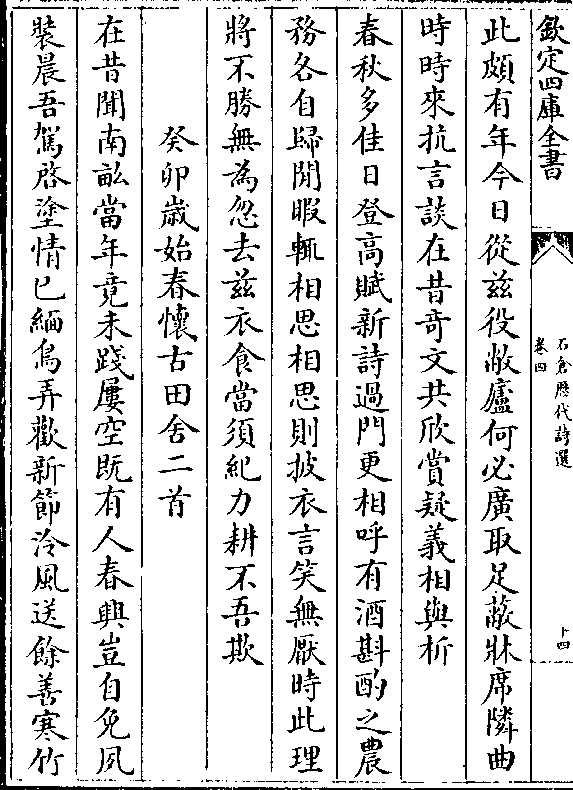 欽定四庫全書
石倉歷代詩選
卷四
十四
此頗有年今日從兹役敝廬何必廣取足蔽牀席隣曲
時時來抗言談在昔奇文共欣賞疑義相與析
春秋多佳日登高賦新詩過門更相呼有酒斟酌之農
務各自歸閒暇輒相思相思則披衣言笑無厭時此理
將不勝無為忽去兹衣食當須紀力耕不吾欺
癸卯歲始春懷古田舍二首
在昔聞南畝當年竟未踐屢空既有人春興豈自免夙
裝晨吾駕啓塗情已緬鳥弄歡新節泠風送餘善寒竹